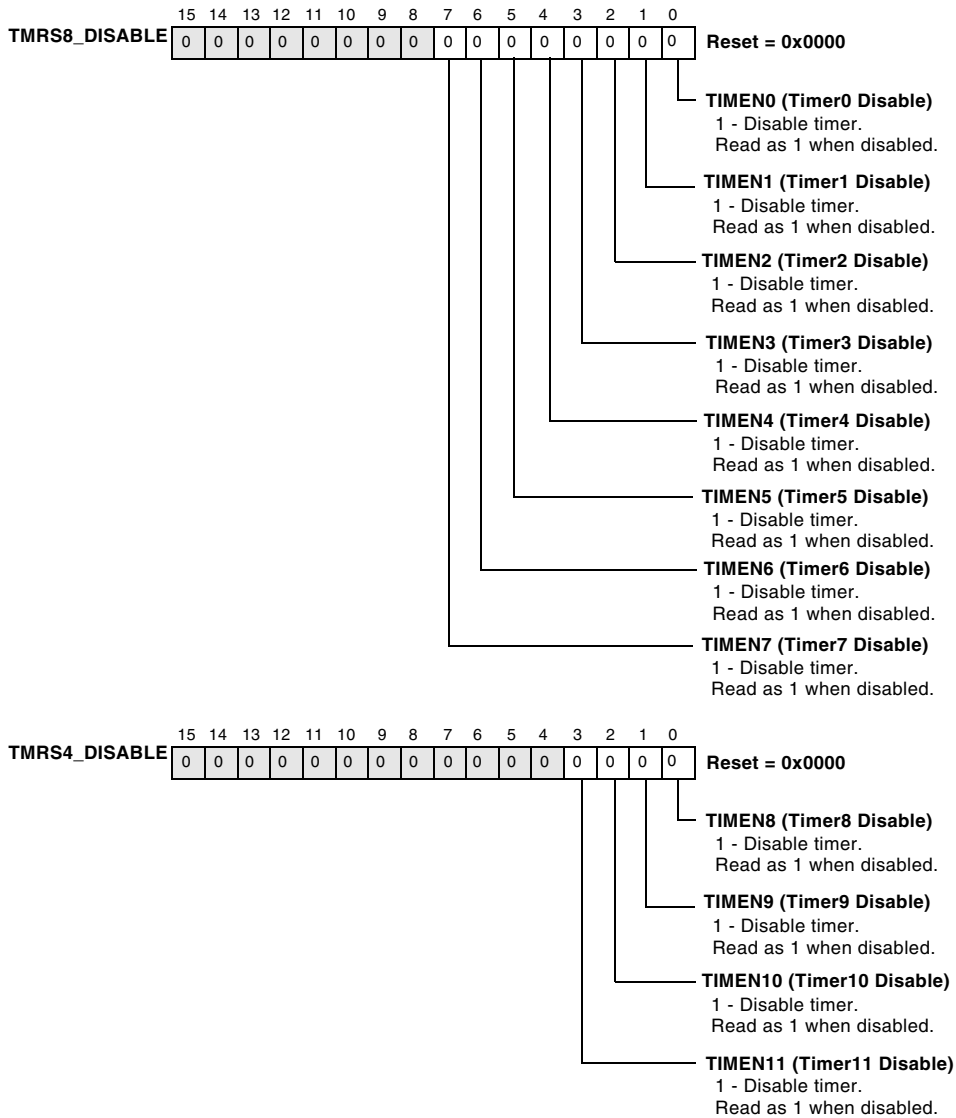 15 14 13 12 11 10 9 8 7 6 5 4 3 2 1 0
TMRS8_DISABLE 0 0 0 0 0 0 0 0 0 0 0 0 0 0 0 0 Reset = 0x0000
TIMEN0 (Timer0 Disable)
1 - Disable timer.
Read as 1 when disabled.
TIMEN1 (Timer1 Disable)
1 - Disable timer.
Read as 1 when disabled.
TIMEN2 (Timer2 Disable)
1 - Disable timer.
Read as 1 when disabled.
TIMEN3 (Timer3 Disable)
1 - Disable timer.
Read as 1 when disabled.
TIMEN4 (Timer4 Disable)
1 - Disable timer.
Read as 1 when disabled.
TIMEN5 (Timer5 Disable)
1 - Disable timer.
Read as 1 when disabled.
TIMEN6 (Timer6 Disable)
1 - Disable timer.
Read as 1 when disabled.
TIMEN7 (Timer7 Disable)
1 - Disable timer.
Read as 1 when disabled.
15 14 13 12 11 10 9 8 7 6 5 4 3 2 1 0
TMRS4_DISABLE 0 0 0 0 0 0 0 0 0 0 0 0 0 0 0 0 Reset = 0x0000
TIMEN8 (Timer8 Disable)
1 - Disable timer.
Read as 1 when disabled.
TIMEN9 (Timer9 Disable)
1 - Disable timer.
Read as 1 when disabled.
TIMEN10 (Timer10 Disable)
1 - Disable timer.
Read as 1 when disabled.
TIMEN11 (Timer11 Disable)
1 - Disable timer.
Read as 1 when disabled.